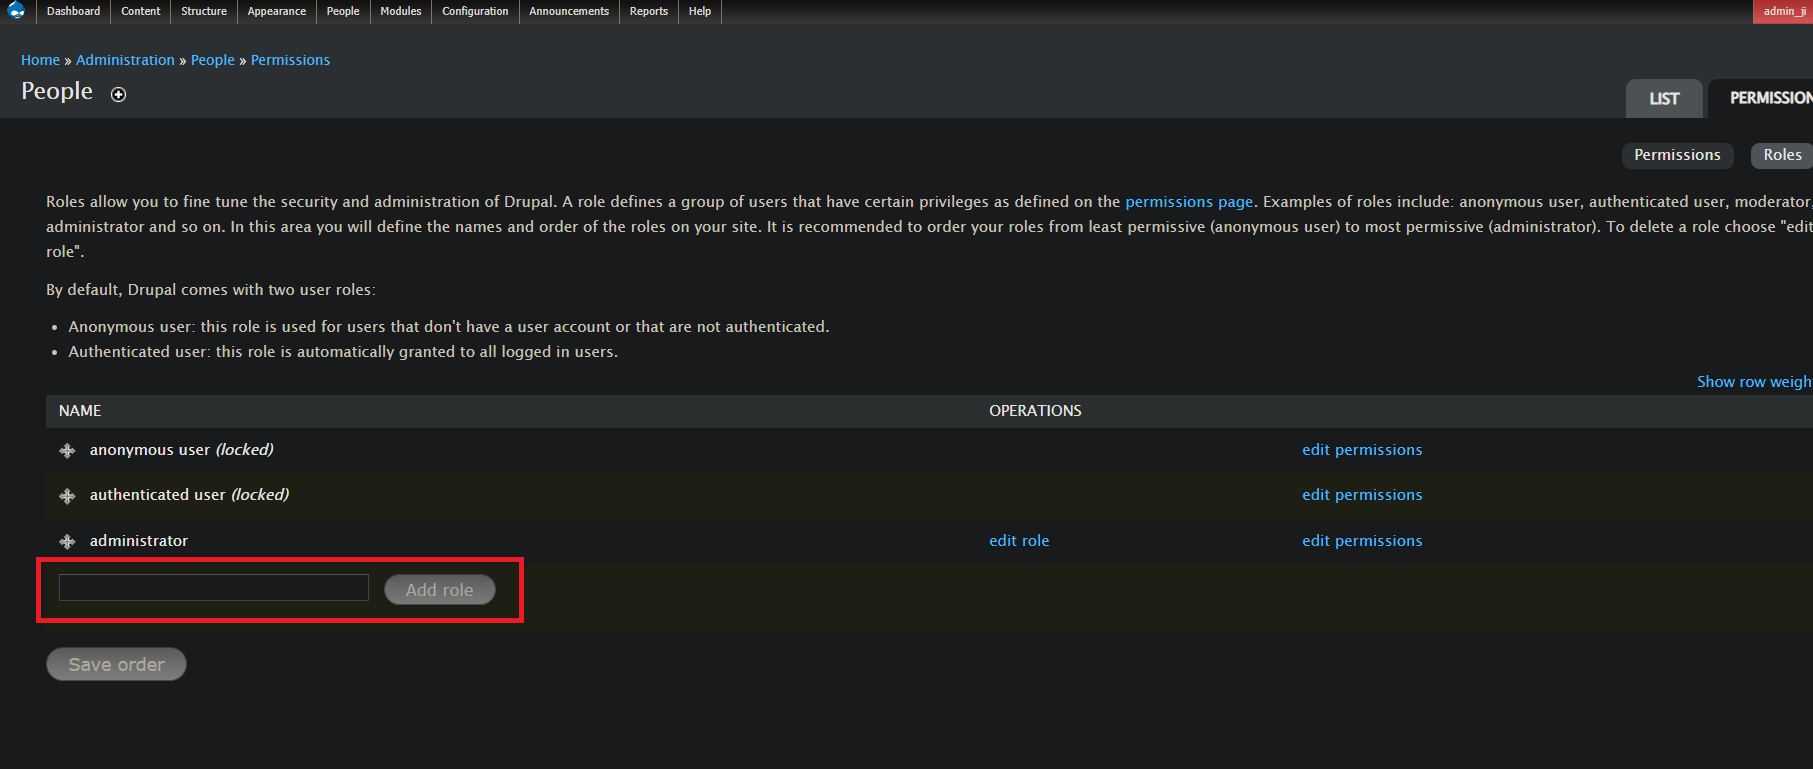 Dashboard Content Structure Appearance People Modules Configuration Announcements Reports Help admin_ji
Home » Administration » People » Permissions
People
LIST PERMISSION
Permissions Roles
Roles allow you to fine tune the security and administration of Drupal. A role defines a group of users that have certain privileges as defined on the permissions page. Examples of roles include: anonymous user, authenticated user, moderator,
administrator and so on. In this area you will define the names and order of the roles on your site. It is recommended to order your roles from least permissive (anonymous user) to most permissive (administrator). To delete a role choose "edit
role".
By default, Drupal comes with two user roles:
• Anonymous user: this role is used for users that don't have a user account or that are not authenticated.
• Authenticated user: this role is automatically granted to all logged in users.
Show row weigh
NAME OPERATIONS
anonymous user (locked) edit permissions
authenticated user (locked) edit permissions
administrator edit role edit permissions
Add role
Save order